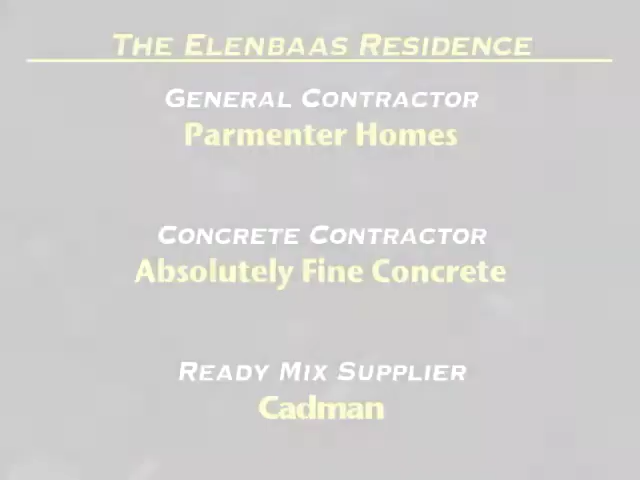 The Elenbaas Residence
General Contractor
Parmenter Homes
Concrete Contractor
Absolutely Fine Concrete
Ready Mix Supplier
Cadman